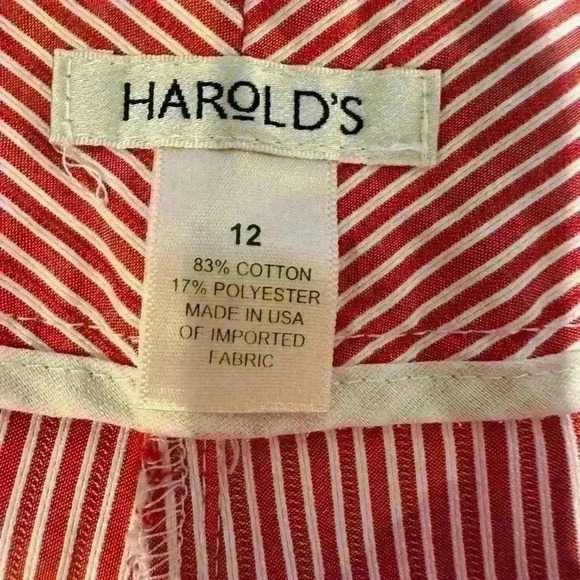 HAROLD'S
12
83% COTTON
17% POLYESTER
MADE IN USA
OF IMPORTED
FABRIC